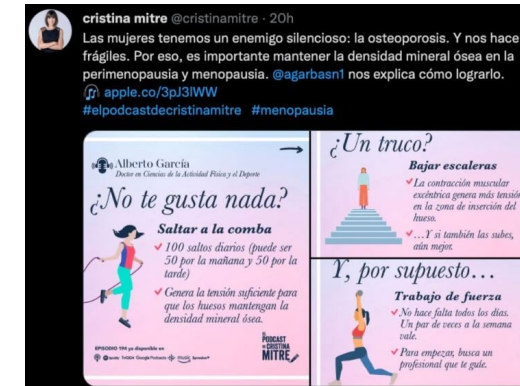 cristina mitre @cristinamitre · 20h
Las mujeres tenemos un enemigo silencioso: la osteoporosis. Y nos hace
frágiles. Por eso, es importante mantener la densidad mineral ósea en la
perimenopausia y menopausia. @agarbasn1 nos explica cómo lograrlo.
apple.co/3pJ3lWW
#elpodcastdecristinamitre #menopausia
Alberto García
Doctor en Ciencias de la Actividad Física y el Deporte
¿No te gusta nada?
Saltar a la comba
100 saltos diarios (puede ser
50 por la mañana y 50 por la
tarde)
Genera la tensión suficiente para
que los huesos mantengan la
densidad mineral ósea.
EPISODIO 194 ya disponible en
EL
PODCAST
DE CRISTINA
MITRE
¿Un truco?
Bajar escaleras
La contracción muscular
excéntrica genera más tensión
en la zona de inserción del
hueso.
...Y si también las subes,
aún mejor.
Y, por supuesto...
Trabajo de fuerza
No hace falta todos los días.
Un par de veces a la semana
vale.
Para empezar, busca un
profesional que te guíe.